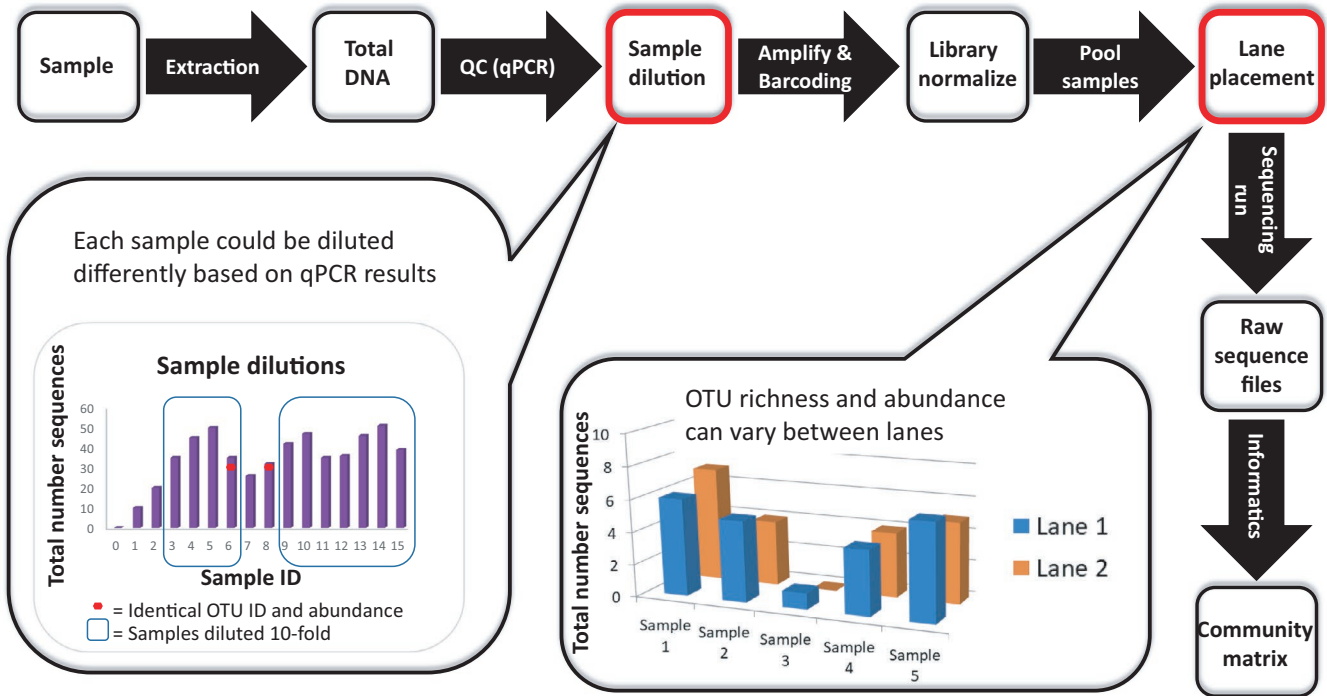 Sample
Extraction
Total
DNA
QC (qPCR)
Sample
dilution
Amplify &
Barcoding
Library
normalize
Pool
samples
Lane
placement
Sequencing
run
Raw
sequence
files
Informatics
Community
matrix
Each sample could be diluted
differently based on qPCR results
Sample dilutions
Total number sequences
60
50
40
30
20
10
0
0 1 2 3 4 5 6 7 8 9 10 11 12 13 14 15
Sample ID
= Identical OTU ID and abundance
= Samples diluted 10-fold
OTU richness and abundance
can vary between lanes
Total number sequences
10
8
6
4
2
0
Sample
1
Sample
2
Sample
3
Sample
4
Sample
5
Lane 1
Lane 2